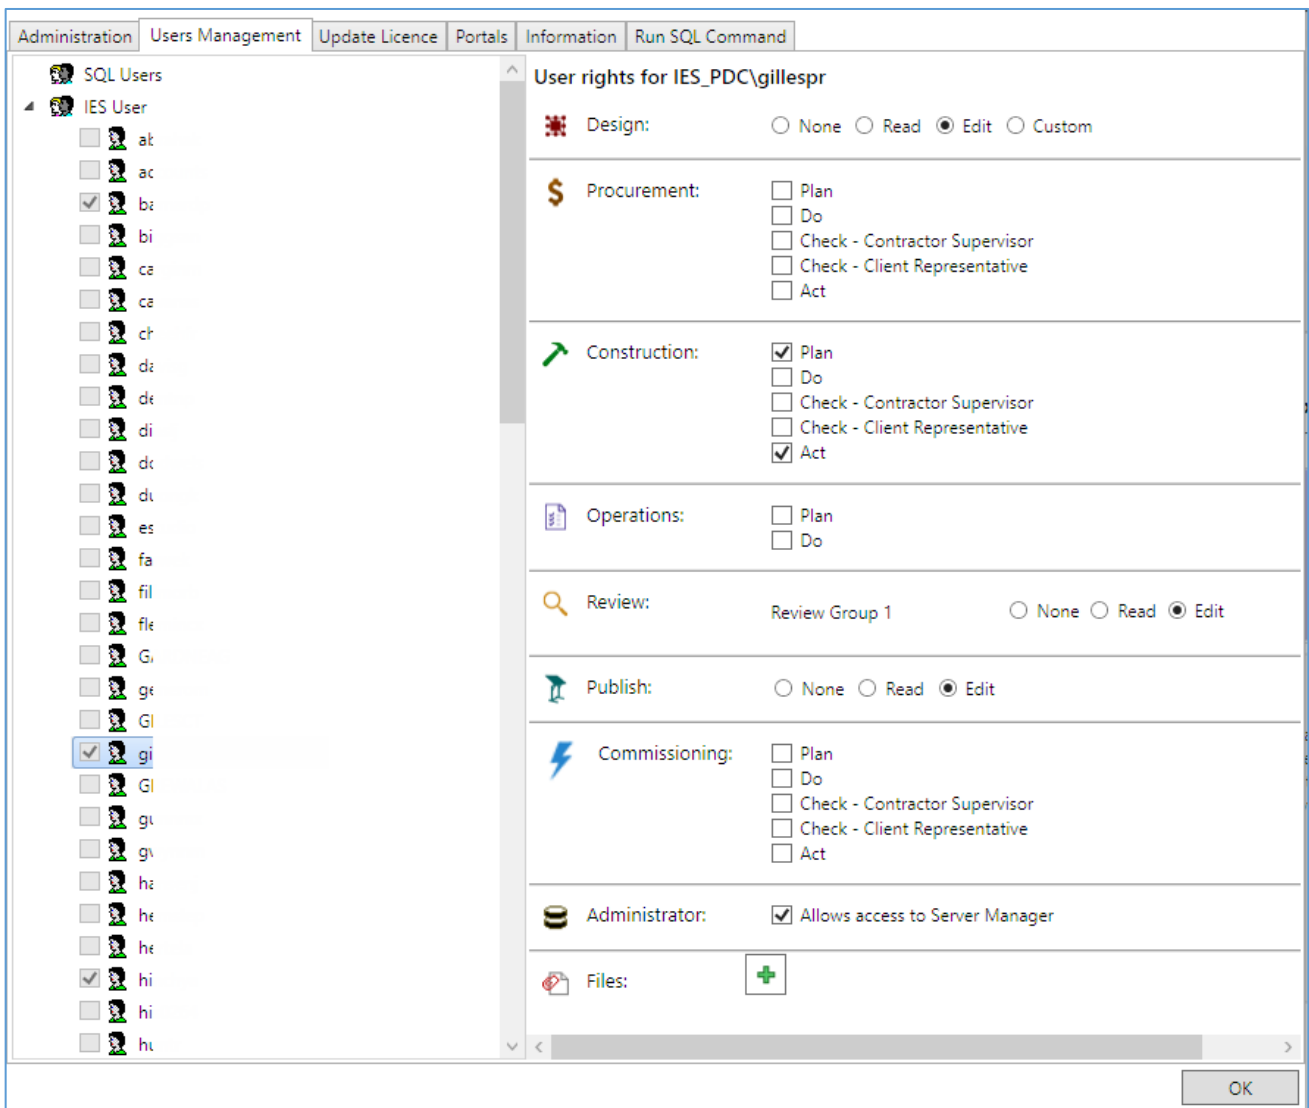 Administration Users Management Update Licence Portals Information Run SQL Command
SQL Users
IES User
ab
ac
ba
bi
ca
ca
ch
da
de
di
do
du
es
fa
fil
fle
Ga
ge
Gl
gi
Gl
gu
gv
ha
he
he
hi
hi
hu
User rights for IES_PDC\gillespr
Design: None Read Edit Custom
Procurement: Plan
Do
Check - Contractor Supervisor
Check - Client Representative
Act
Construction: Plan
Do
Check - Contractor Supervisor
Check - Client Representative
Act
Operations: Plan
Do
Review: Review Group 1 None Read Edit
Publish: None Read Edit
Commissioning: Plan
Do
Check - Contractor Supervisor
Check - Client Representative
Act
Administrator: Allows access to Server Manager
Files:
OK